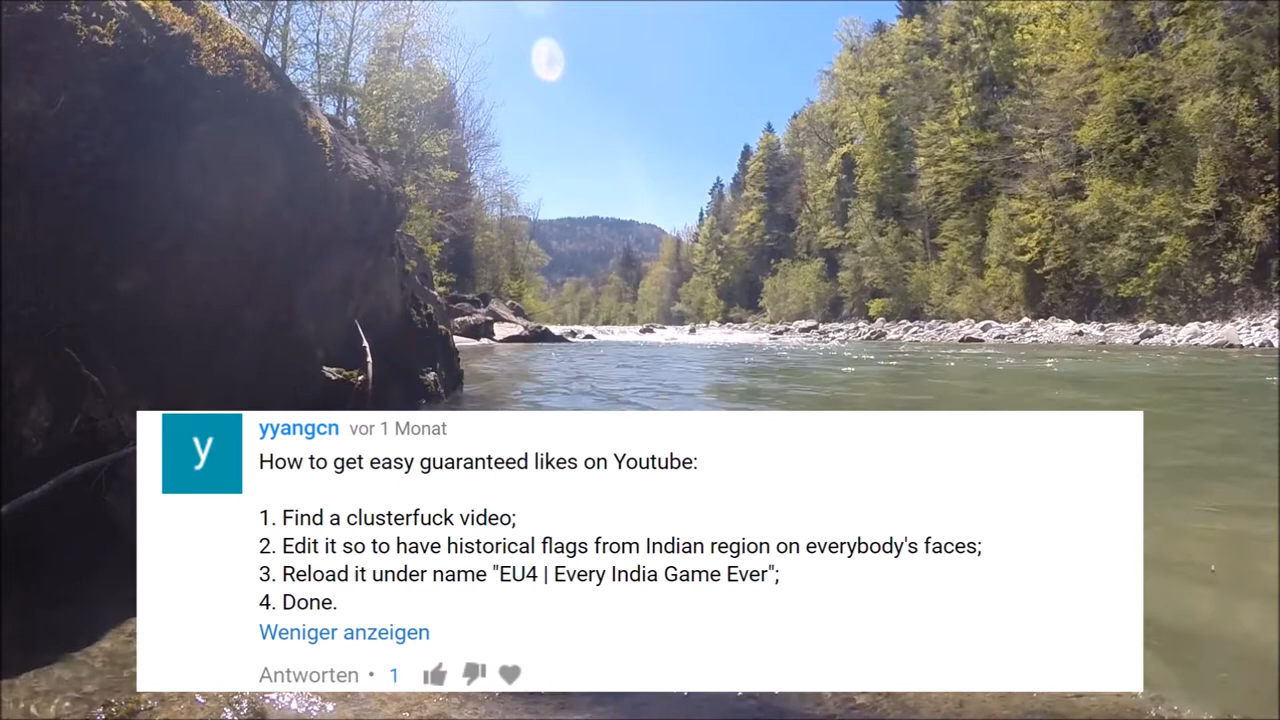 y
yyangcn vor 1 Monat
How to get easy guaranteed likes on Youtube:
1. Find a clusterfuck video;
2. Edit it so to have historical flags from Indian region on everybody's faces;
3. Reload it under name "EU4 | Every India Game Ever";
4. Done.
Weniger anzeigen
Antworten • 1